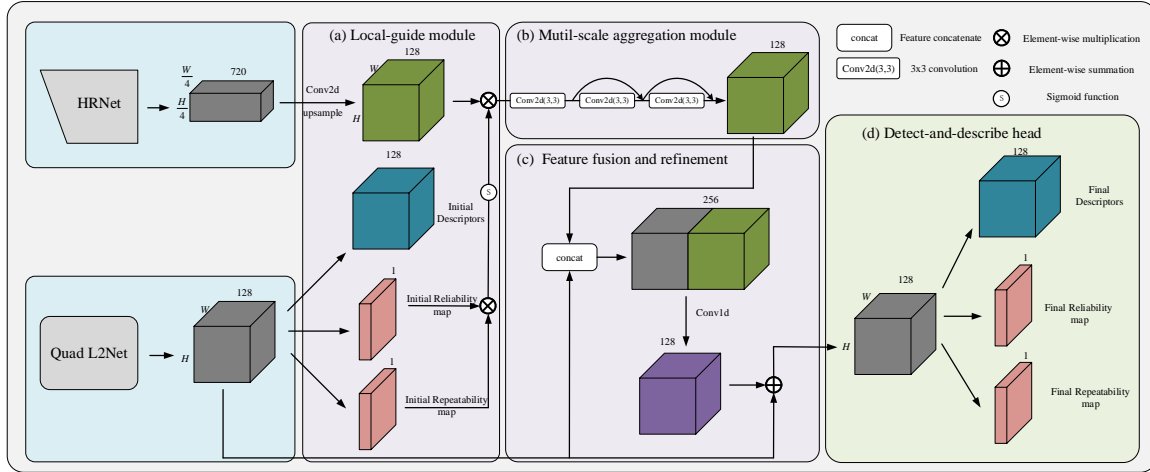 (a) Local-guide module
(b) Mutil-scale aggregation module
128
concat
Feature concatenate
Element-wise multiplication
Conv2d(3,3)
3x3 convolution
Element-wise summation
S
Sigmoid function
HRNet
W
4
H
4
720
Conv2d
upsample
128
W
H
Conv2d(3,3)
Conv2d(3,3)
Conv2d(3,3)
128
Initial
Descriptors
S
(c) Feature fusion and refinement
256
concat
Conv1d
128
Quad L2Net
128
W
H
1
Initial Reliability
map
1
Initial Repeatability
map
(d) Detect-and-describe head
128
Final
Descriptors
128
W
H
1
Final Reliability
map
1
Final Repeatability
map